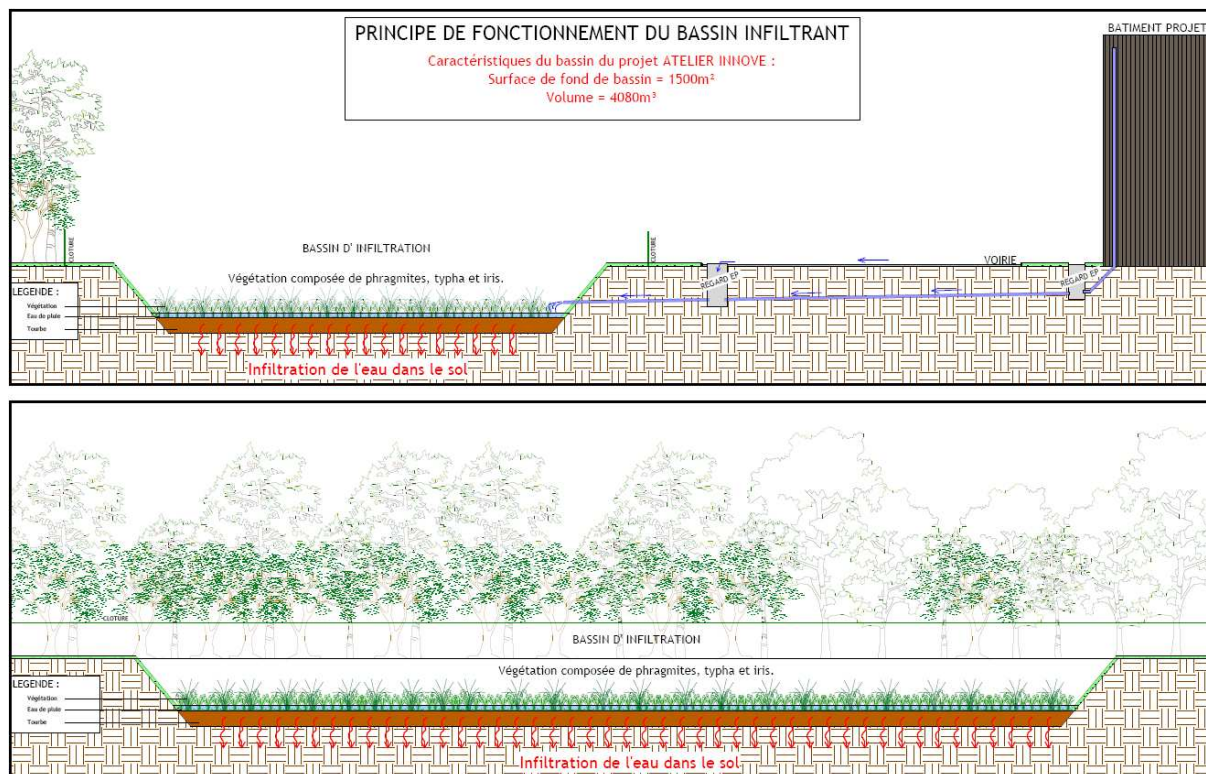 PRINCIPE DE FONCTIONNEMENT DU BASSIN INFILTRANT
Caractéristiques du bassin du projet ATELIER INNOVE :
Surface de fond de bassin = 1500m²
Volume = 4080m³
BATIMENT PROJET
CLOTURE
BASSIN D' INFILTRATION
CLOTURE
VOIRIE
Végétation composée de phragmites, typha et iris.
REGARD EP
REGARD EP
LEGENDE :
Végétation
Eau de pluie
Tourbe
Infiltration de l'eau dans le sol
CLOTURE
BASSIN D' INFILTRATION
Végétation composée de phragmites, typha et iris.
LEGENDE :
Végétation
Eau de pluie
Tourbe
Infiltration de l'eau dans le sol